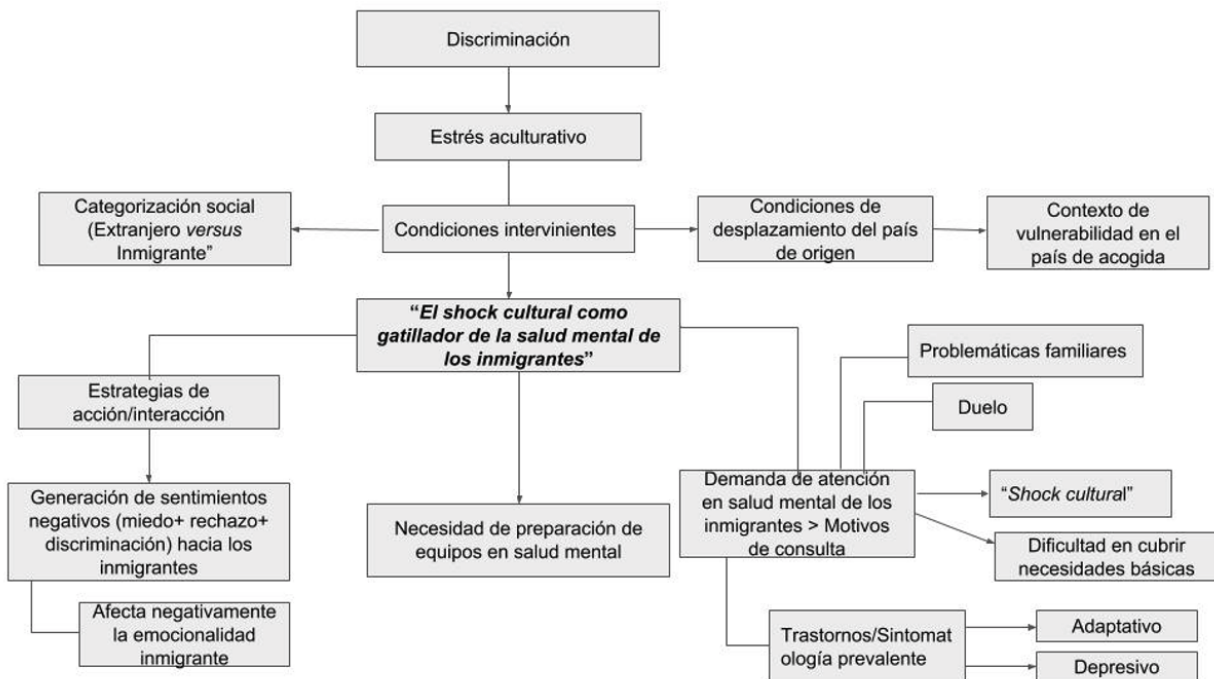 Discriminación
Estrés aculturativo
Categorización social
(Extranjero versus
Inmigrante”
Condiciones intervinientes
Condiciones de
desplazamiento del país
de origen
Contexto de
vulnerabilidad en el
país de acogida
“El shock cultural como
gatillador de la salud mental de
los inmigrantes”
Problemáticas familiares
Duelo
Estrategias de
acción/interacción
Generación de sentimientos
negativos (miedo+ rechazo+
discriminación) hacia los
inmigrantes
Necesidad de preparación de
equipos en salud mental
Demanda de atención
en salud mental de los
inmigrantes > Motivos
de consulta
“Shock cultural”
Dificultad en cubrir
necesidades básicas
Afecta negativamente
la emocionalidad
inmigrante
Trastornos/Sintomat
ología prevalente
Adaptativo
Depresivo